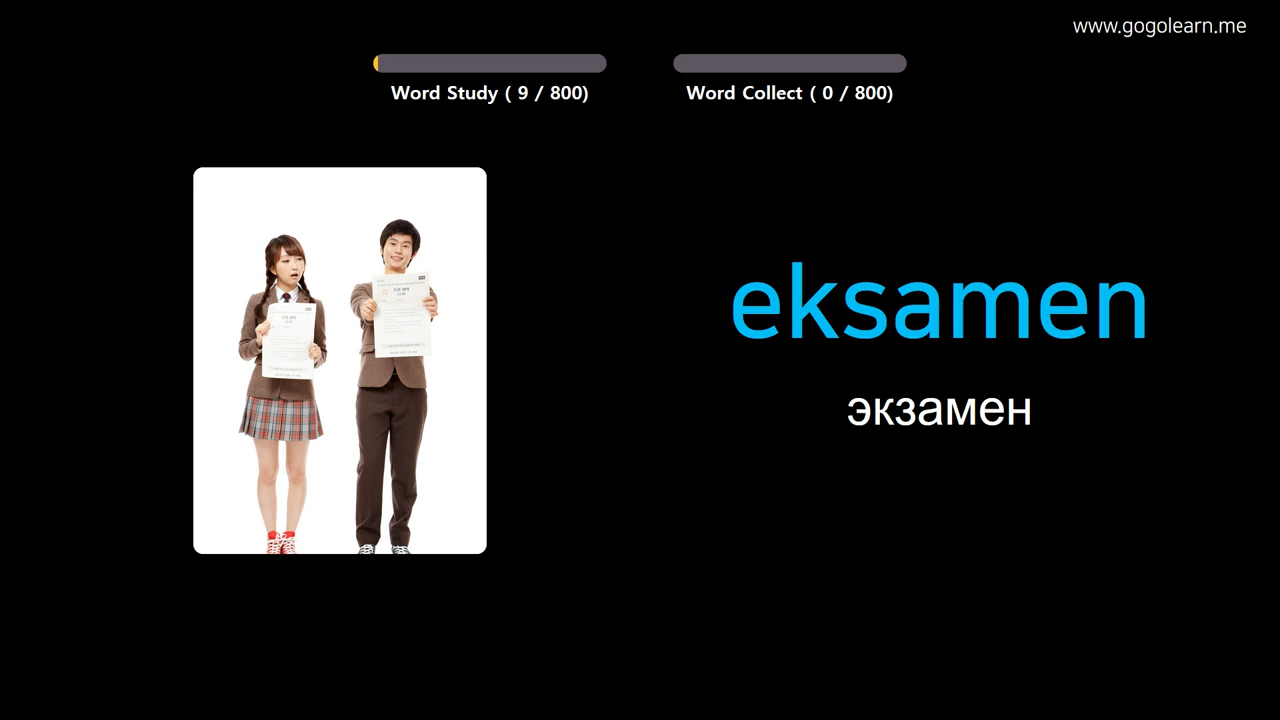 www.gogolearn.me
Word Study ( 9 / 800)
Word Collect ( 0 / 800)
eksamen
экзамен